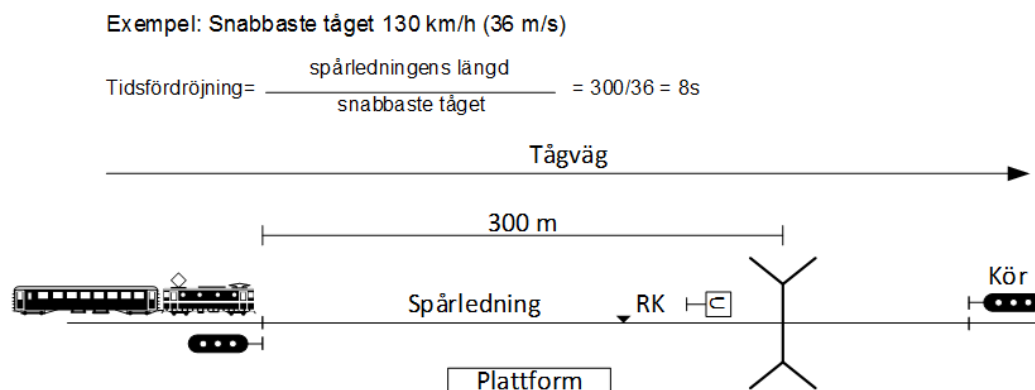 Exempel: Snabbaste tåget 130 km/h (36 m/s)
spårledningens längd
Tidsfördröjning= = 300/36 = 8s
snabbaste tåget
Tågväg
300 m
Kör
Spårledning RK
Plattform